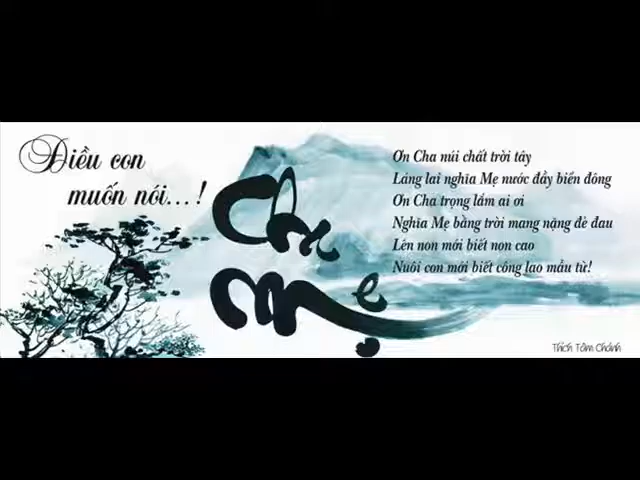 Điều con
muốn nói...!
Cha
Mẹ
Ơn Cha núi chất trời tây
Láng lai nghĩa Mẹ nước đầy biển đông
Ơn Cha trọng lắm ai ơi
Nghĩa Mẹ bằng trời mang nặng đẻ đau
Lên non mới biết non cao
Nuôi con mới biết công lao mẫu từ!
Thích Tâm Chánh